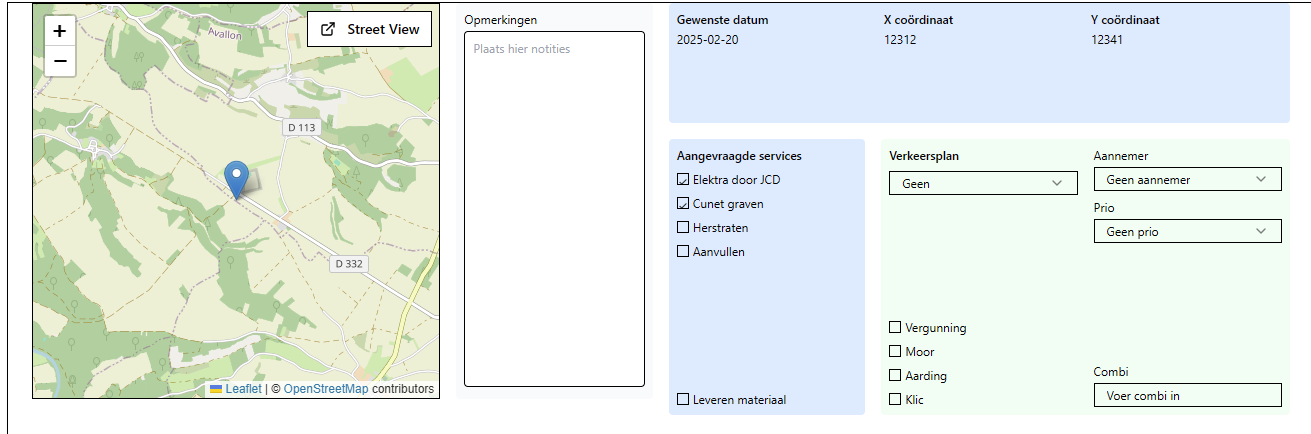 +
−
Street View
Avallon
D 113
D 332
Leaflet | © OpenStreetMap contributors
Opmerkingen
Plaats hier notities
Gewenste datum
2025-02-20
X coördinaat
12312
Y coördinaat
12341
Aangevraagde services
Elektra door JCD
Cunet graven
Herstraten
Aanvullen
Leveren materiaal
Verkeersplan
Geen
Vergunning
Moor
Aarding
Klic
Aannemer
Geen aannemer
Prio
Geen prio
Combi
Voer combi in